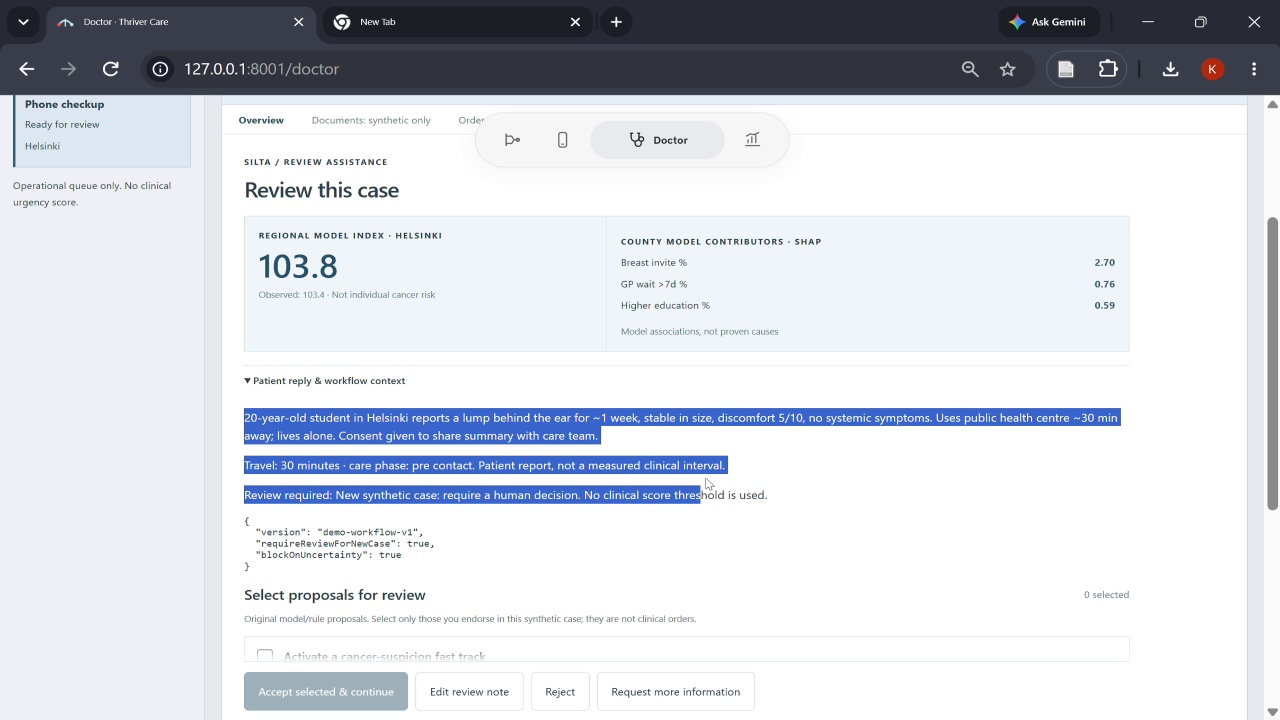 Doctor · Thriver Care
New Tab
Ask Gemini
127.0.0.1:8001/doctor
K
Phone checkup
Ready for review
Helsinki
Operational queue only. No clinical
urgency score.
Overview
Documents: synthetic only
Doctor
SILTA / REVIEW ASSISTANCE
Review this case
REGIONAL MODEL INDEX · HELSINKI
103.8
Observed: 103.4 · Not individual cancer risk
COUNTY MODEL CONTRIBUTORS · SHAP
Breast invite % 2.70
GP wait >7d % 0.76
Higher education % 0.59
Model associations, not proven causes
▼ Patient reply & workflow context
20-year-old student in Helsinki reports a lump behind the ear for ~1 week, stable in size, discomfort 5/10, no systemic symptoms. Uses public health centre ~30 min
away; lives alone. Consent given to share summary with care team.
Travel: 30 minutes · care phase: pre contact. Patient report, not a measured clinical interval.
Review required: New synthetic case: require a human decision. No clinical score threshold is used.
{
"version": "demo-workflow-v1",
"requireReviewForNewCase": true,
"blockOnUncertainty": true
}
Select proposals for review
0 selected
Original model/rule proposals. Select only those you endorse in this synthetic case; they are not clinical orders.
Activate a cancer-suspicion fast track
Accept selected & continue
Edit review note
Reject
Request more information